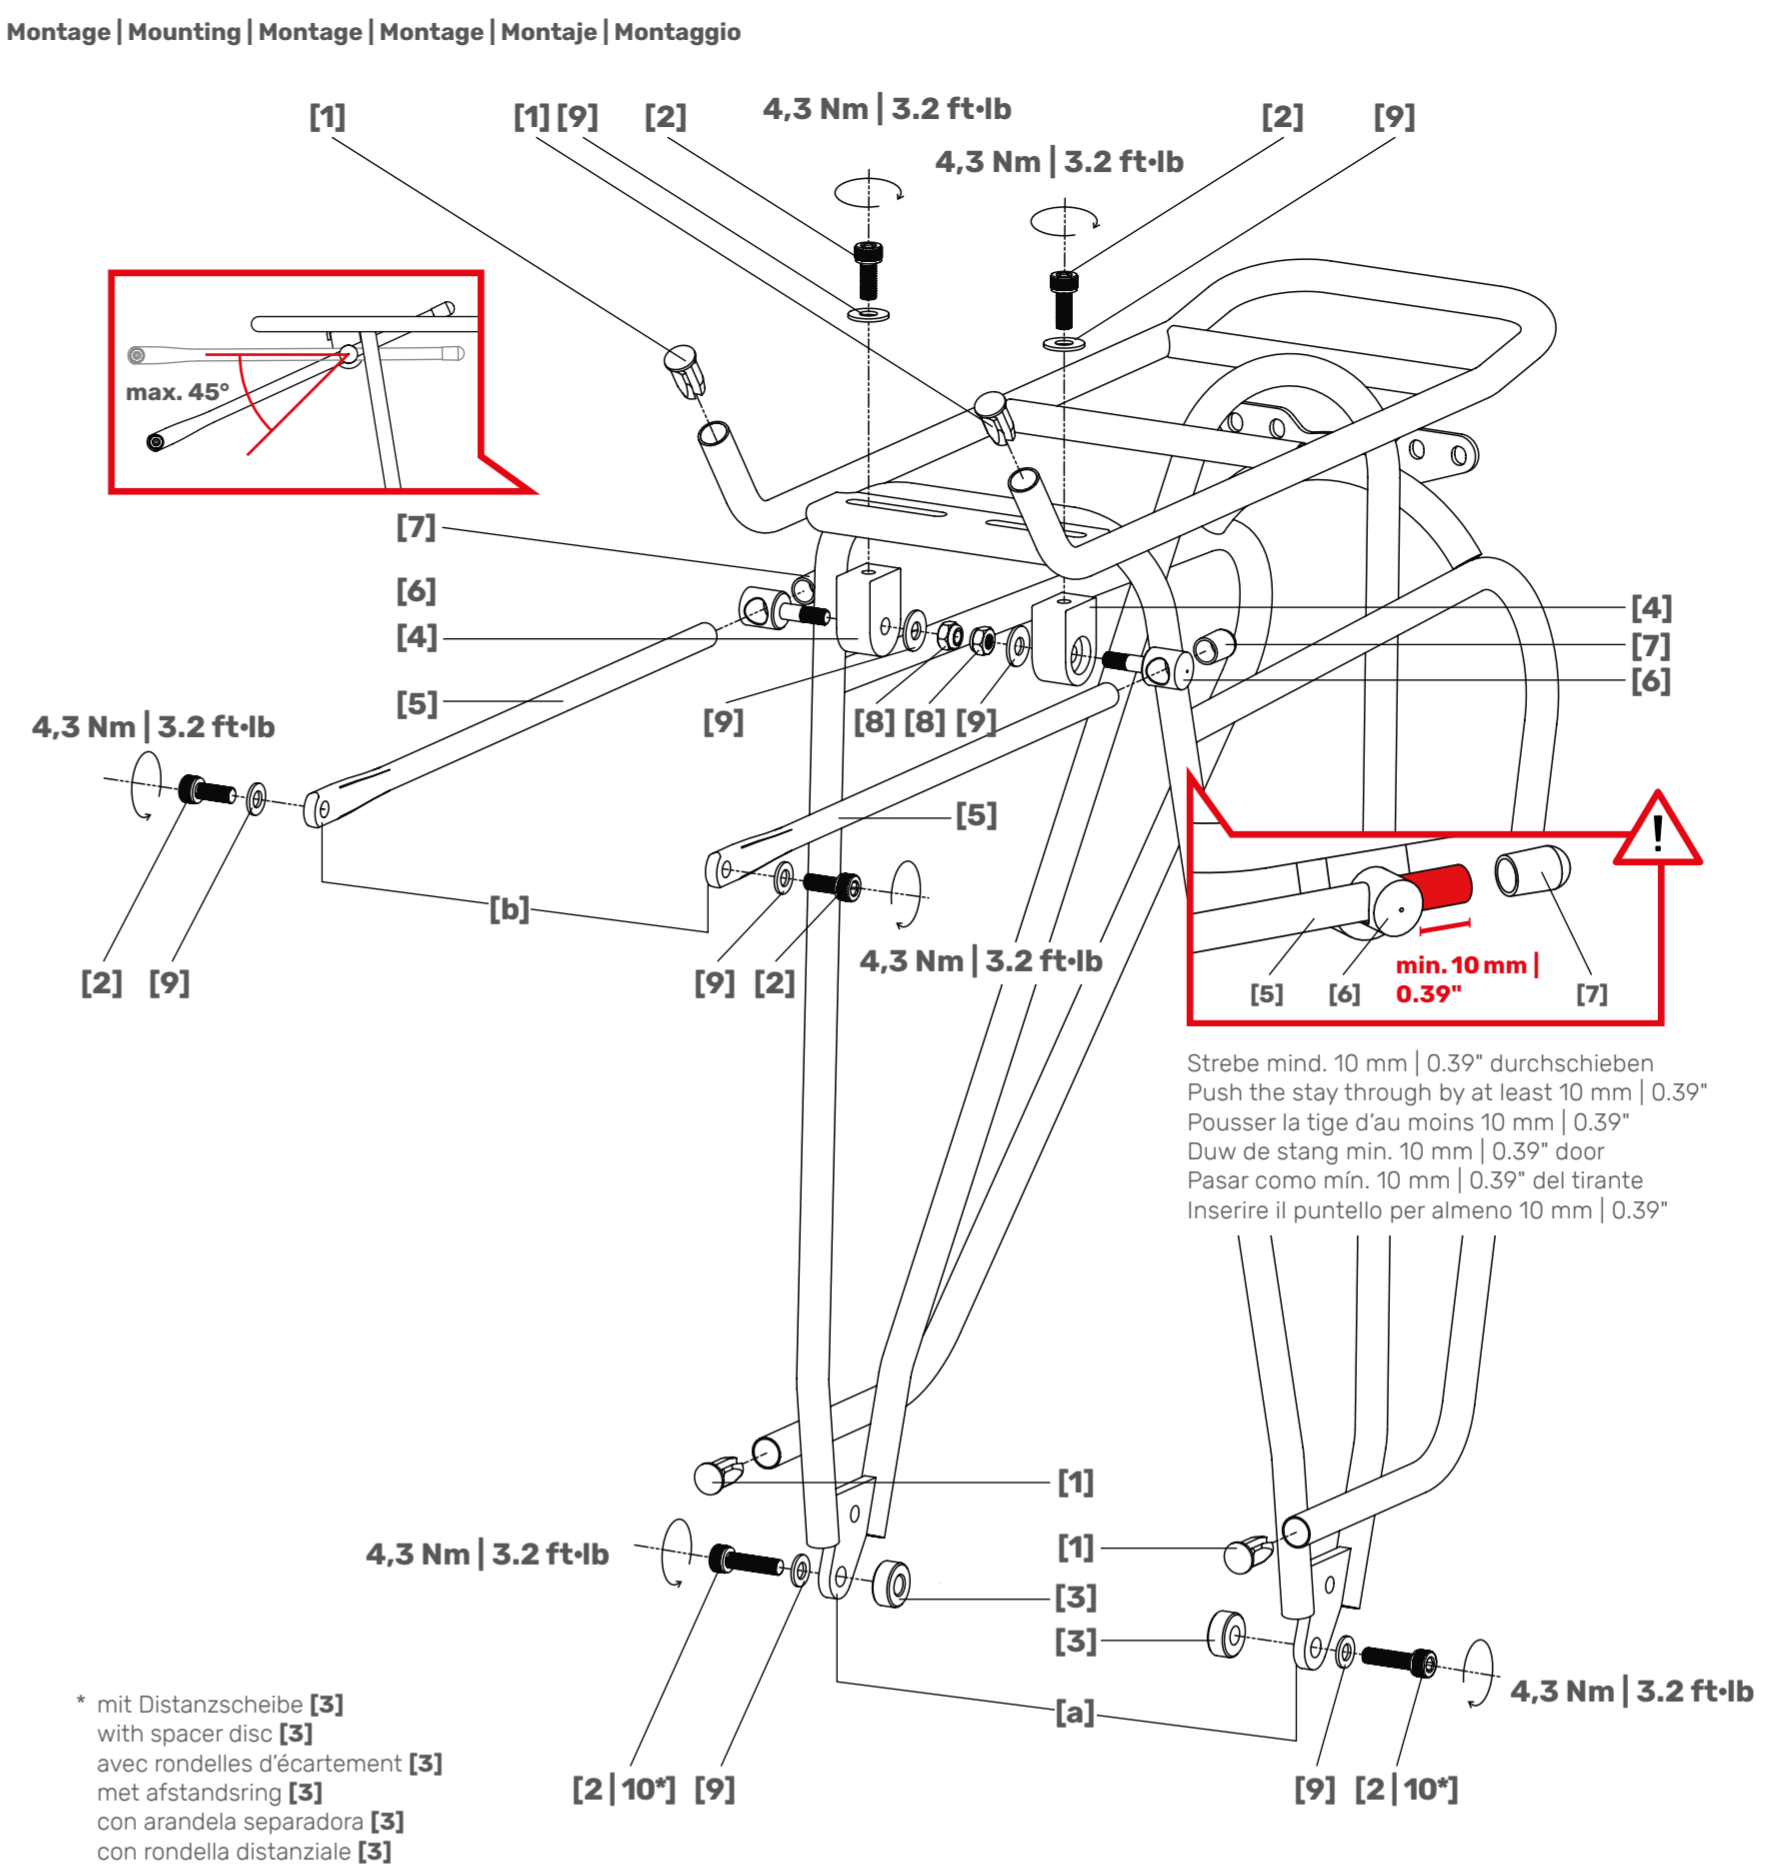 Montage | Mounting | Montage | Montage | Montaje | Montaggio
[1]
[1] [9]
[2]
4,3 Nm | 3.2 ft•lb
[2]
[9]
4,3 Nm | 3.2 ft•lb
max. 45°
[7]
[6]
[4]
[5]
[4]
[7]
[6]
[9]
[8] [8] [9]
4,3 Nm | 3.2 ft•lb
[5]
[b]
[2] [9]
[9] [2]
4,3 Nm | 3.2 ft•lb
!
min. 10 mm |
0.39"
[5]
[6]
[7]
Strebe mind. 10 mm | 0.39" durchschieben
Push the stay through by at least 10 mm | 0.39"
Pousser la tige d'au moins 10 mm | 0.39"
Duw de stang min. 10 mm | 0.39" door
Pasar como mín. 10 mm | 0.39" del tirante
Inserire il puntello per almeno 10 mm | 0.39"
[1]
4,3 Nm | 3.2 ft•lb
[1]
[3]
[3]
[a]
4,3 Nm | 3.2 ft•lb
* mit Distanzscheibe [3]
with spacer disc [3]
avec rondelles d'écartement [3]
met afstandsring [3]
con arandela separadora [3]
con rondella distanziale [3]
[2 | 10*] [9]
[9] [2 | 10*]